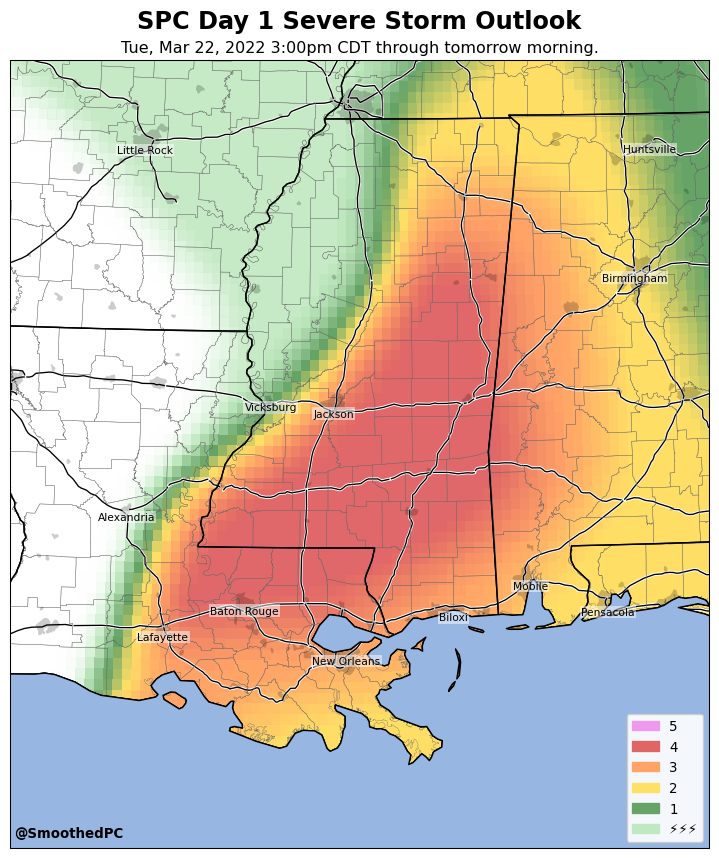 SPC Day 1 Severe Storm Outlook
Tue, Mar 22, 2022 3:00pm CDT through tomorrow morning.
Little Rock
Huntsville
Birmingham
Vicksburg
Jackson
Alexandria
Mobile
Baton Rouge
Pensacola
Biloxi
Lafayette
New Orleans
5
4
3
2
1
⚡⚡⚡
@SmoothedPC